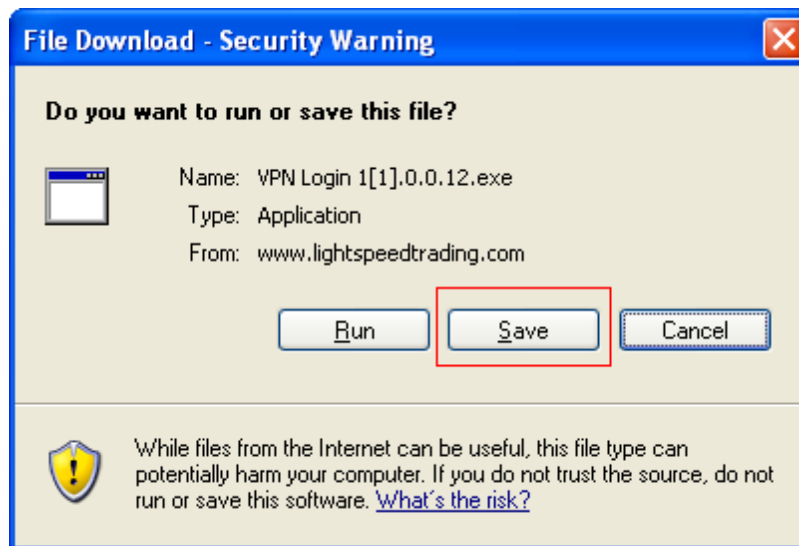 File Download - Security Warning
Do you want to run or save this file?
Name: VPN Login 1[1].0.0.12.exe
Type: Application
From: www.lightspeedtrading.com
Run Save Cancel
While files from the Internet can be useful, this file type can
potentially harm your computer. If you do not trust the source, do not
run or save this software. What's the risk?